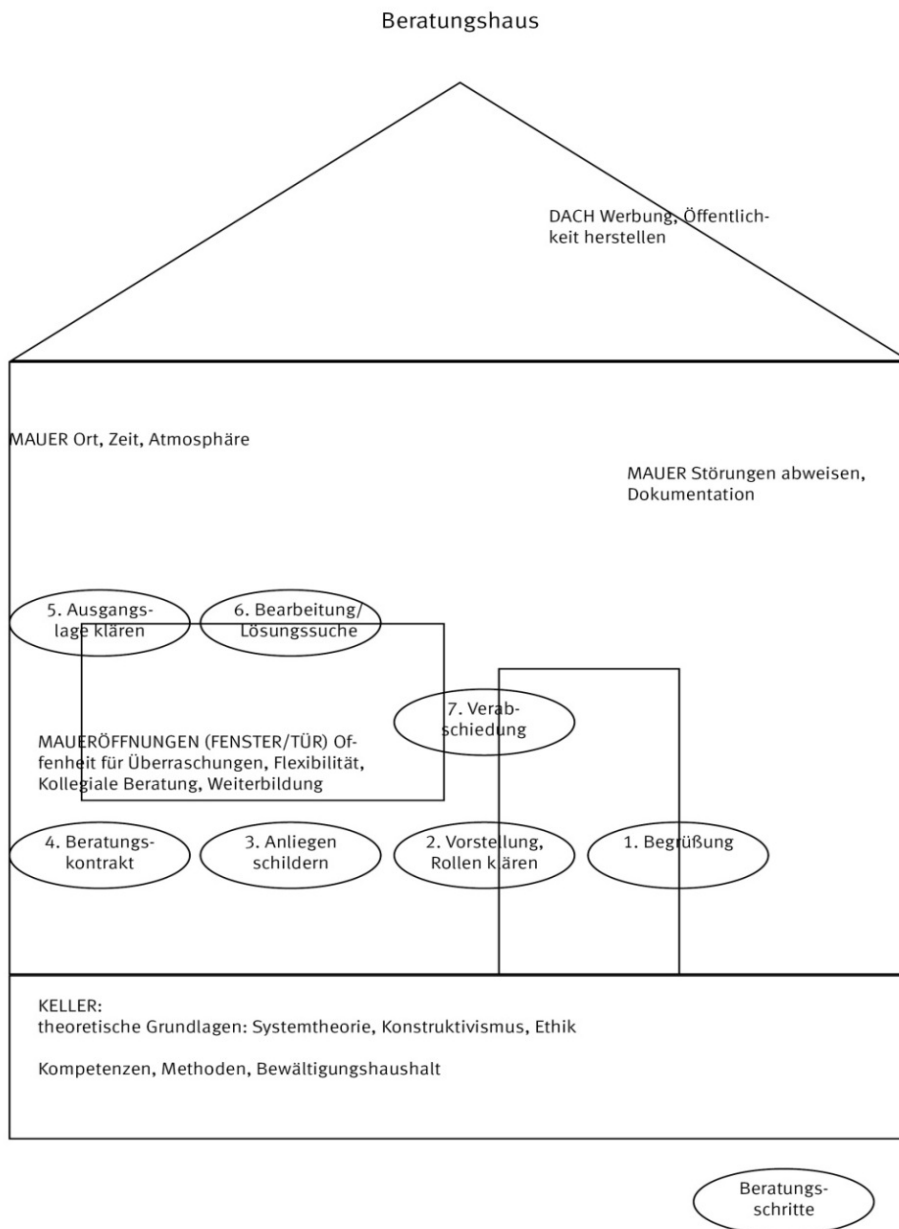 Beratungshaus
DACH Werbung, Öffentlich-
keit herstellen
MAUER Ort, Zeit, Atmosphäre
MAUER Störungen abweisen,
Dokumentation
5. Ausgangs-
lage klären
6. Bearbeitung/
Lösungssuche
7. Verab-
schiedung
MAUERÖFFNUNGEN (FENSTER/TÜR) Of-
fenheit für Überraschungen, Flexibilität,
Kollegiale Beratung, Weiterbildung
4. Beratungs-
kontrakt
3. Anliegen
schildern
2. Vorstellung,
Rollen klären
1. Begrüßung
KELLER:
theoretische Grundlagen: Systemtheorie, Konstruktivismus, Ethik
Kompetenzen, Methoden, Bewältigungshaushalt
Beratungs-
schritte